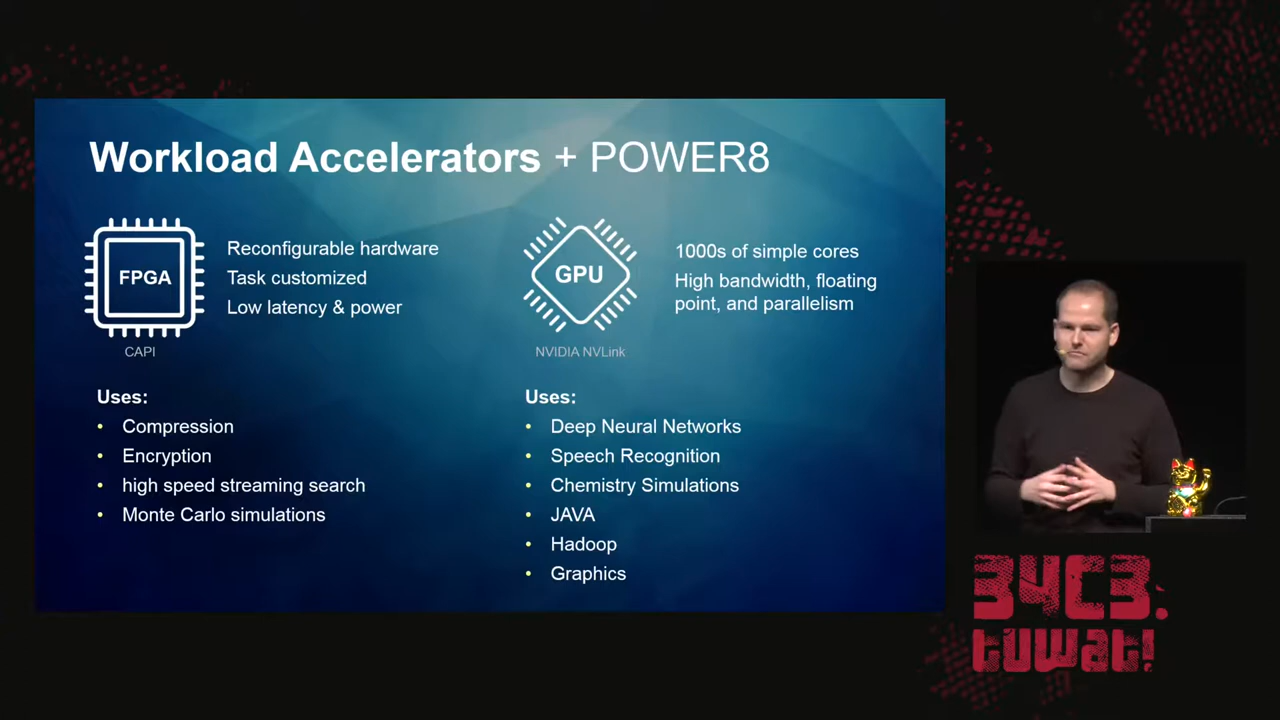 Workload Accelerators + POWER8
FPGA
CAPI
Reconfigurable hardware
Task customized
Low latency & power
Uses:
• Compression
• Encryption
• high speed streaming search
• Monte Carlo simulations
GPU
NVIDIA NVLink
1000s of simple cores
High bandwidth, floating
point, and parallelism
Uses:
• Deep Neural Networks
• Speech Recognition
• Chemistry Simulations
• JAVA
• Hadoop
• Graphics
34C3.
tuwat!